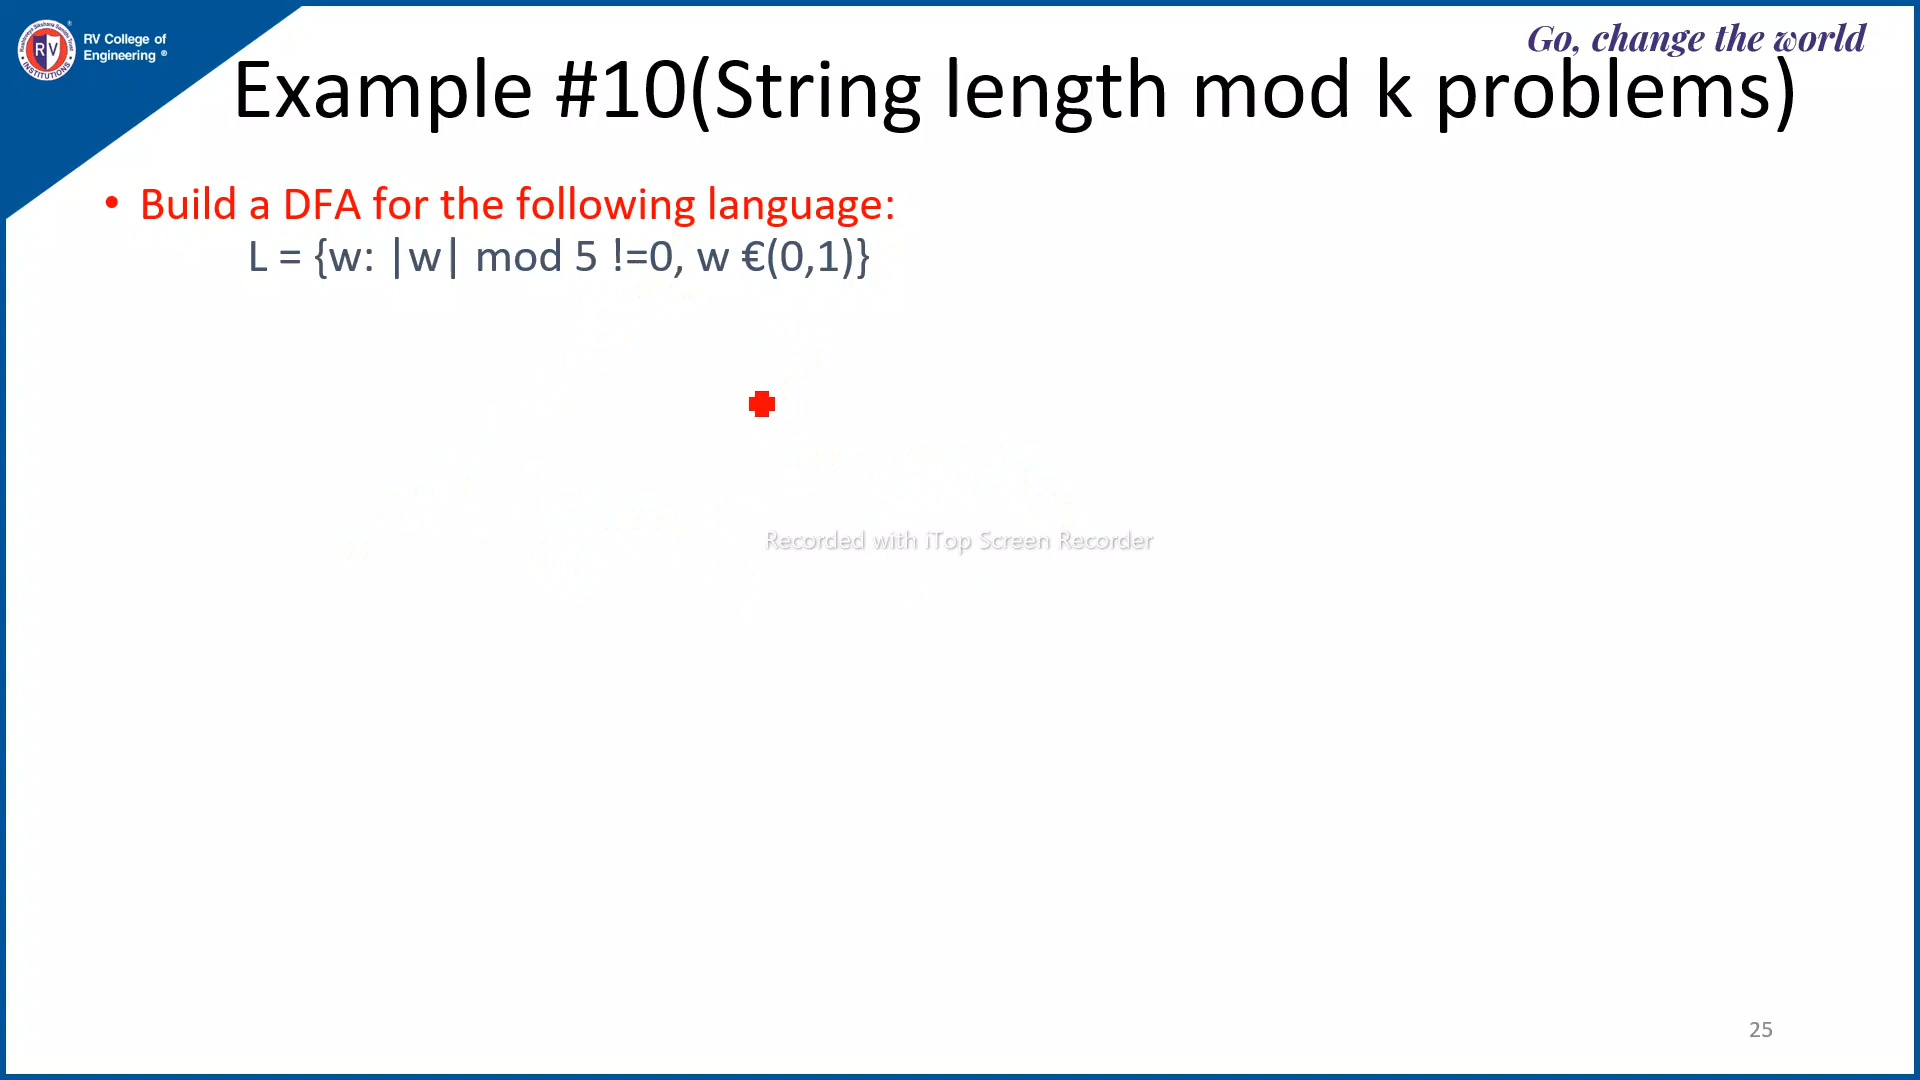 RV College of
Engineering ®
Go, change the world
Example #10(String length mod k problems)
• Build a DFA for the following language:
L = {w: |w| mod 5 !=0, w €(0,1)}
Recorded with iTop Screen Recorder
25